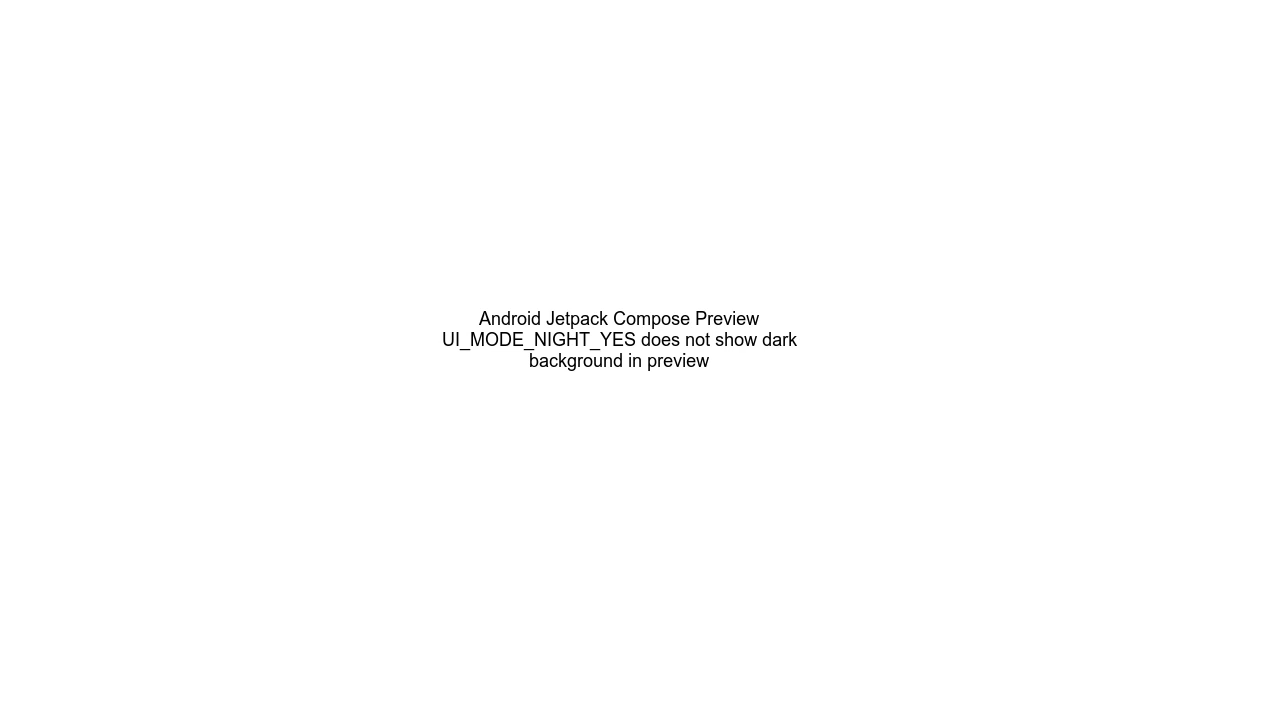 Android Jetpack Compose Preview
UI_MODE_NIGHT_YES does not show dark
background in preview